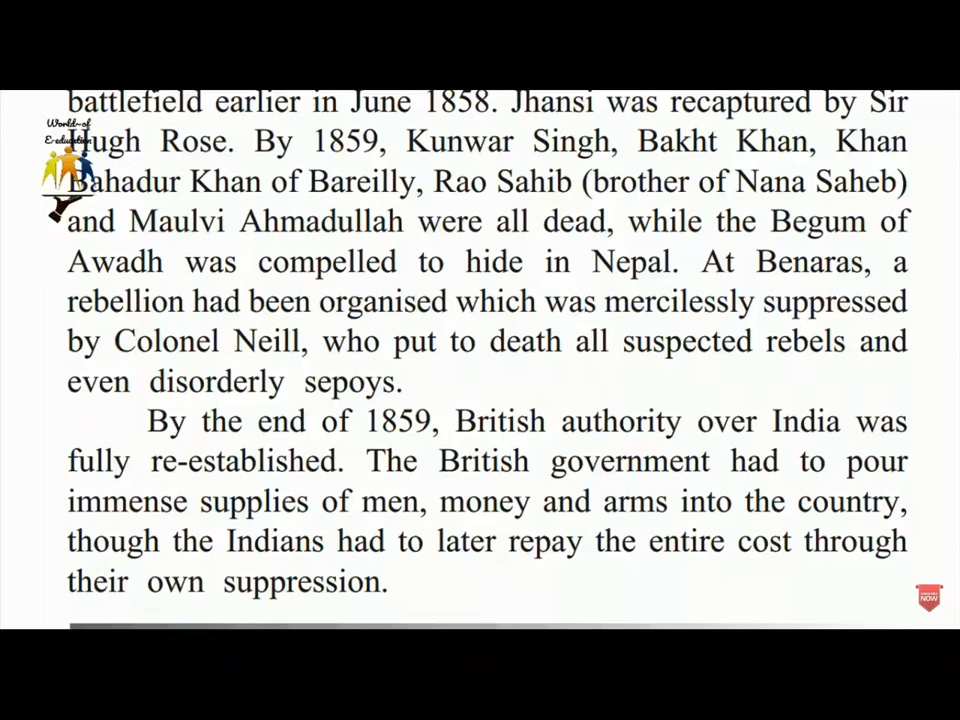 battlefield earlier in June 1858. Jhansi was recaptured by Sir
World~of
E-education
Hugh Rose. By 1859, Kunwar Singh, Bakht Khan, Khan
Bahadur Khan of Bareilly, Rao Sahib (brother of Nana Saheb)
and Maulvi Ahmadullah were all dead, while the Begum of
Awadh was compelled to hide in Nepal. At Benaras, a
rebellion had been organised which was mercilessly suppressed
by Colonel Neill, who put to death all suspected rebels and
even disorderly sepoys.
By the end of 1859, British authority over India was
fully re-established. The British government had to pour
immense supplies of men, money and arms into the country,
though the Indians had to later repay the entire cost through
their own suppression.
NOW